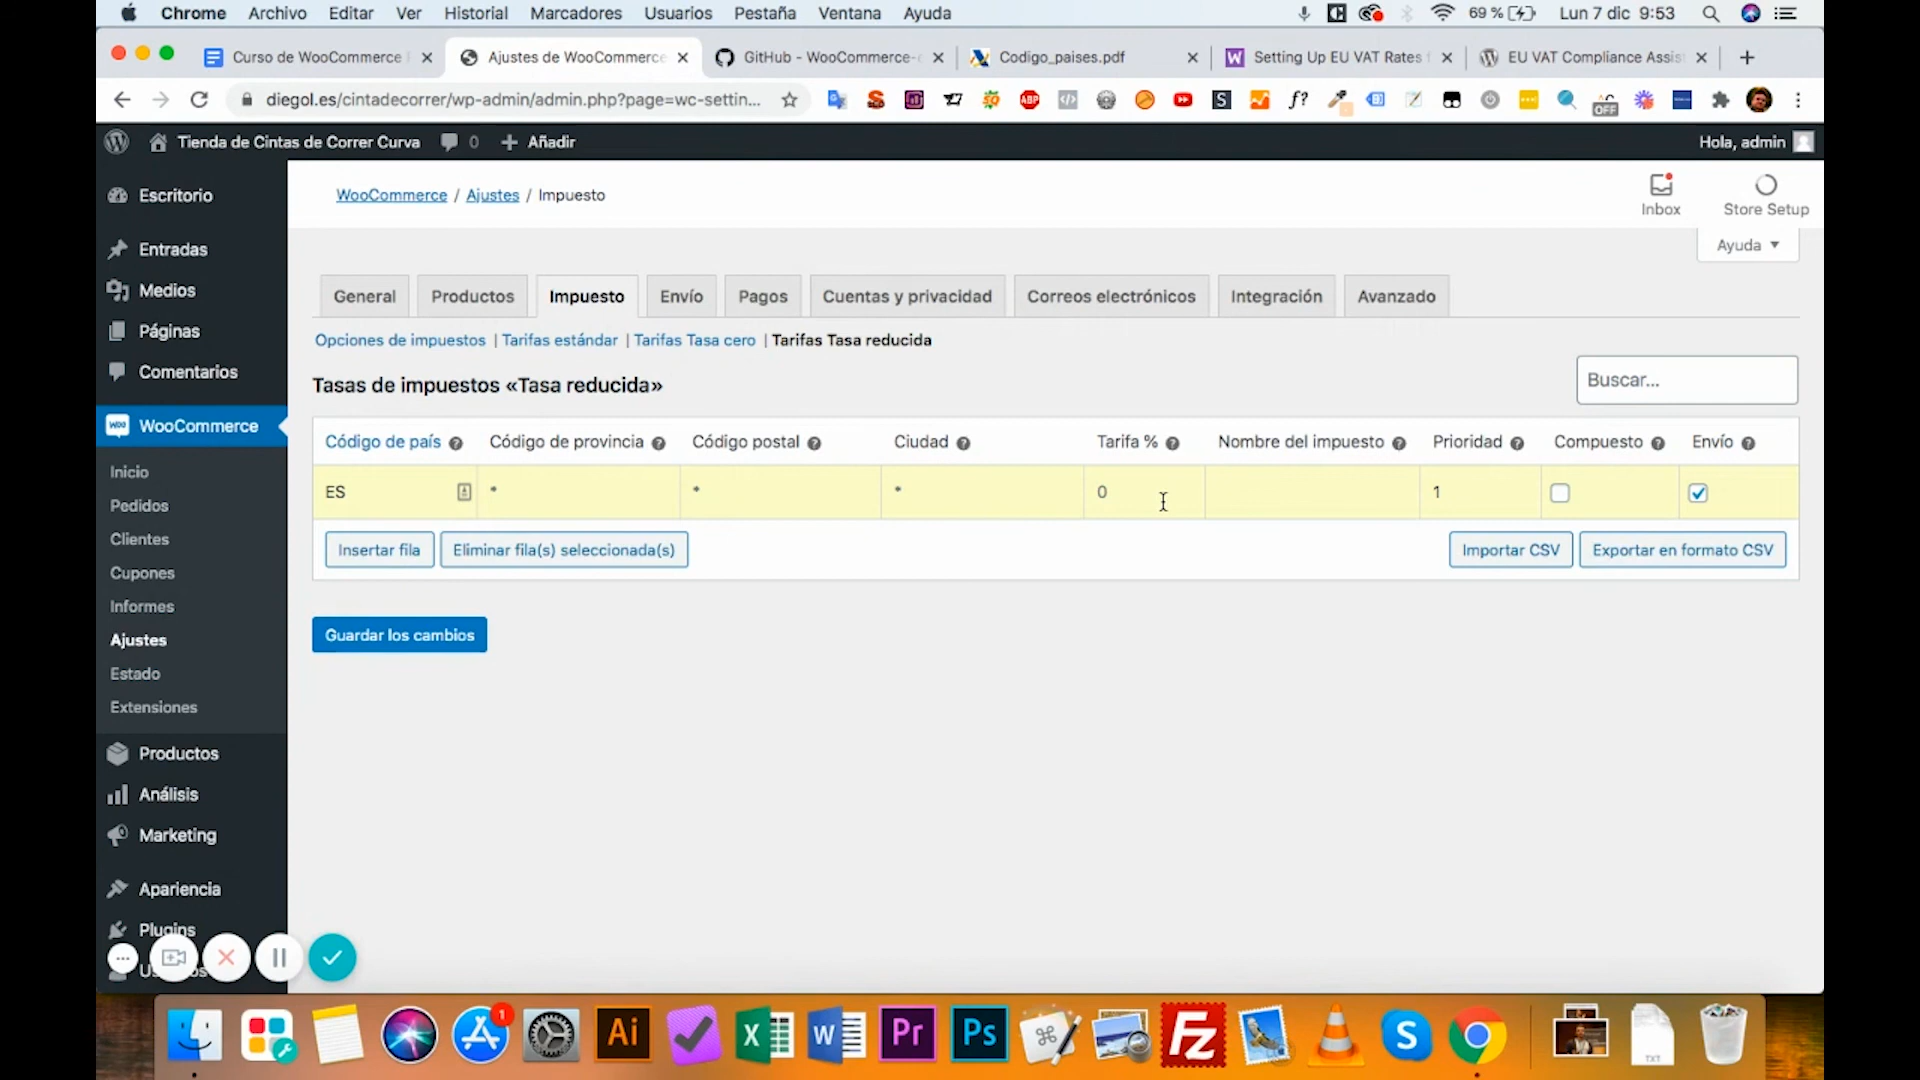 Chrome Archivo Editar Ver Historial Marcadores Usuarios Pestaña Ventana Ayuda 69 % Lun 7 dic 9:53
Curso de WooCommerce Ajustes de WooCommerce GitHub - WooCommerce- Codigo_paises.pdf Setting Up EU VAT Rates EU VAT Compliance Assis
diegol.es/cintadecorrer/wp-admin/admin.php?page=wc-settin... ABP S f? OFF
Tienda de Cintas de Correr Curva 0 + Añadir Hola, admin
Escritorio
Entradas
Medios
Páginas
Comentarios
WooCommerce
Inicio
Pedidos
Clientes
Cupones
Informes
Ajustes
Estado
Extensiones
Productos
Análisis
Marketing
Apariencia
Plugins
WooCommerce / Ajustes / Impuesto
Inbox
Store Setup
Ayuda
General Productos Impuesto Envío Pagos Cuentas y privacidad Correos electrónicos Integración Avanzado
Opciones de impuestos | Tarifas estándar | Tarifas Tasa cero | Tarifas Tasa reducida
Tasas de impuestos «Tasa reducida»
Buscar...
Código de país Código de provincia Código postal Ciudad Tarifa % Nombre del impuesto Prioridad Compuesto Envío
ES * * * 0 1
Insertar fila Eliminar fila(s) seleccionada(s) Importar CSV Exportar en formato CSV
Guardar los cambios
1
Ai X W Pr Ps Fz S TXT